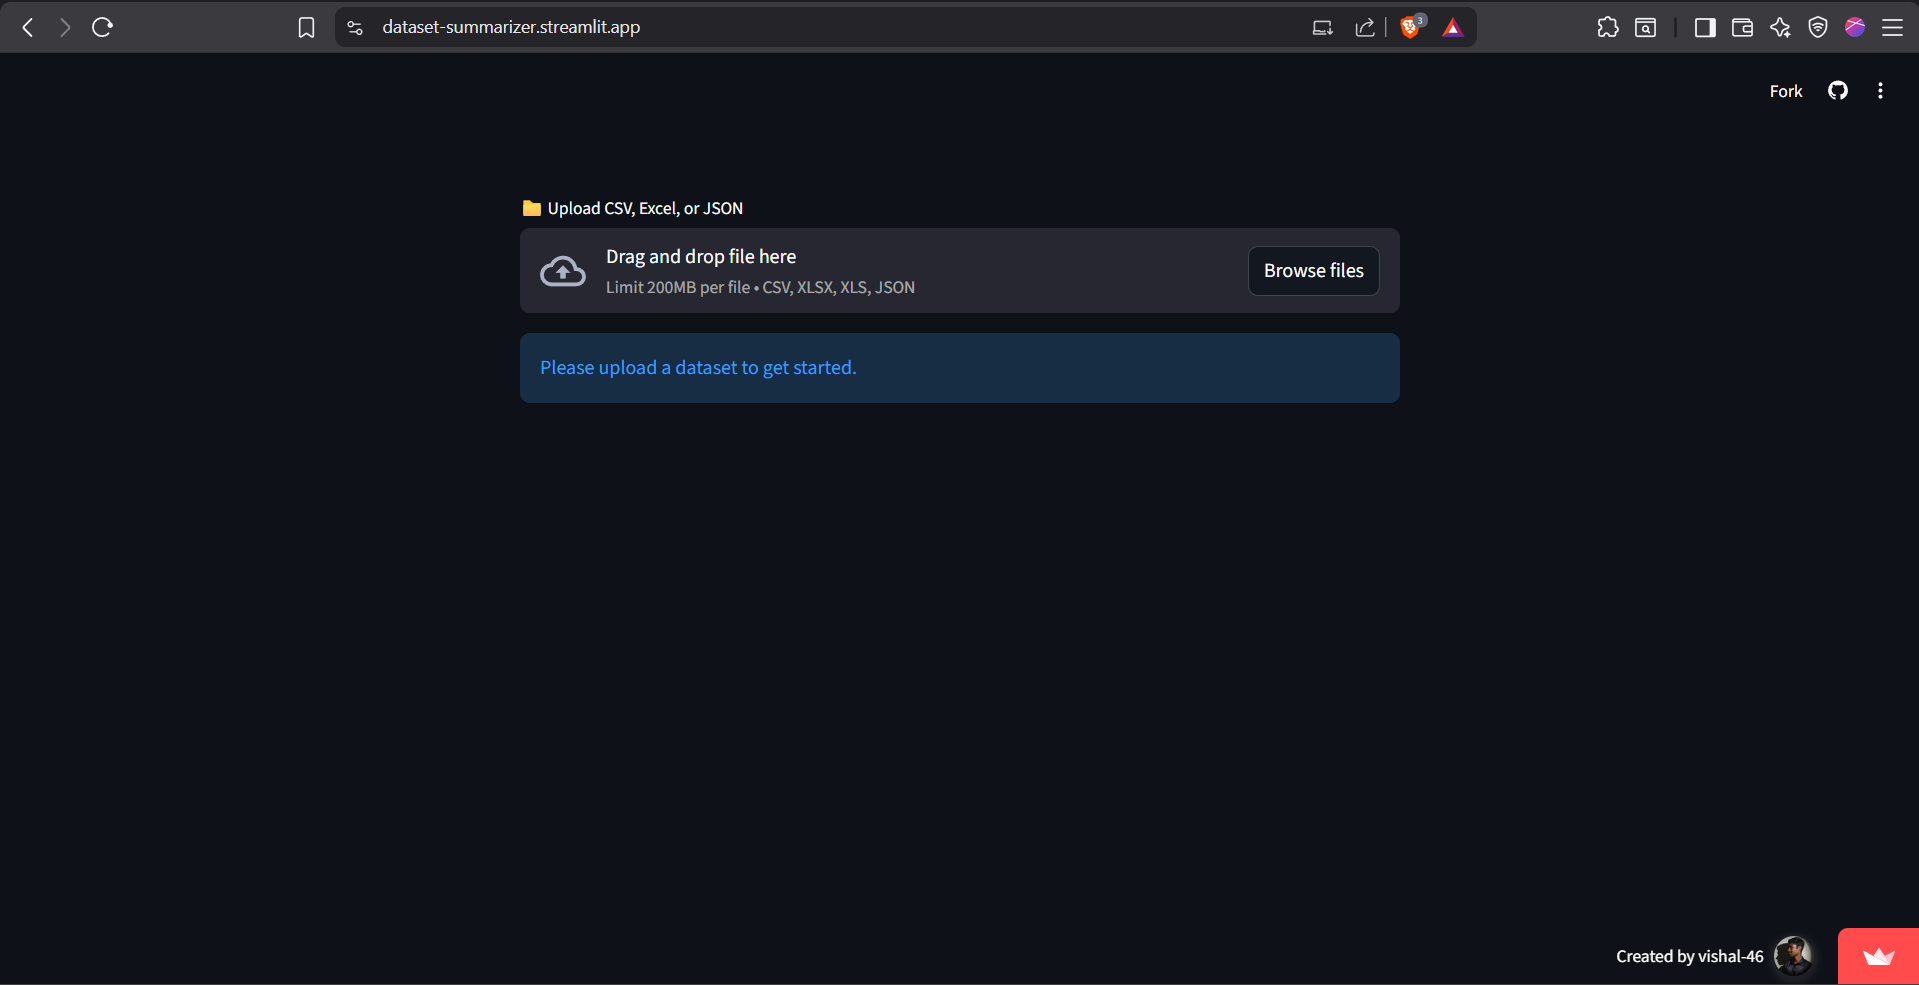 dataset-summarizer.streamlit.app
3
Fork
Upload CSV, Excel, or JSON
Drag and drop file here
Limit 200MB per file • CSV, XLSX, XLS, JSON
Browse files
Please upload a dataset to get started.
Created by vishal-46